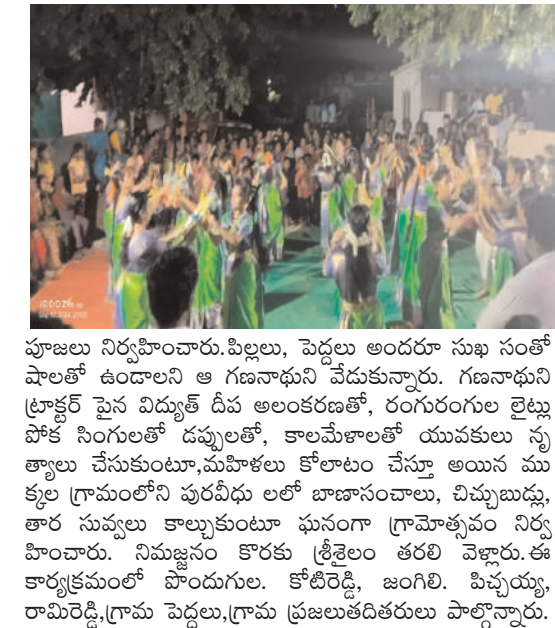 పూజలు నిర్వహించారు.పిల్లలు, పెద్దలు అందరూ సుఖ సంతో
షాలతో ఉండాలని ఆ గణనాథుని వేడుకున్నారు. గణనాథుని
ట్రాక్టర్ పైన విద్యుత్ దీప అలంకరణతో, రంగురంగుల లైట్లు
పోక సింగులతో డప్పులతో, కాలమేళాలతో యువకులు నృ
త్యాలు చేసుకుంటూ,మహిళలు కోలాటం చేస్తూ అయిన ము
క్కల గ్రామంలోని పురవీధు లలో బాణాసంచాలు, చిచ్చుబుడ్లు,
తార సువ్వలు కాల్చుకుంటూ ఘనంగా గ్రామోత్సవం నిర్వ
హించారు. నిమజ్జనం కొరకు శ్రీశైలం తరలి వెళ్లారు.ఈ
కార్యక్రమంలో పొందుగుల. కోటిరెడ్డి, జంగిలి. పిచ్చయ్య,
రామిరెడ్డి,గ్రామ పెద్దలు,గ్రామ ప్రజలుతదితరులు పాల్గొన్నారు.